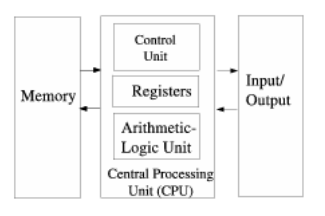 Memory
Control
Unit
Registers
Arithmetic-
Logic Unit
Central Processing
Unit (CPU)
Input/
Output